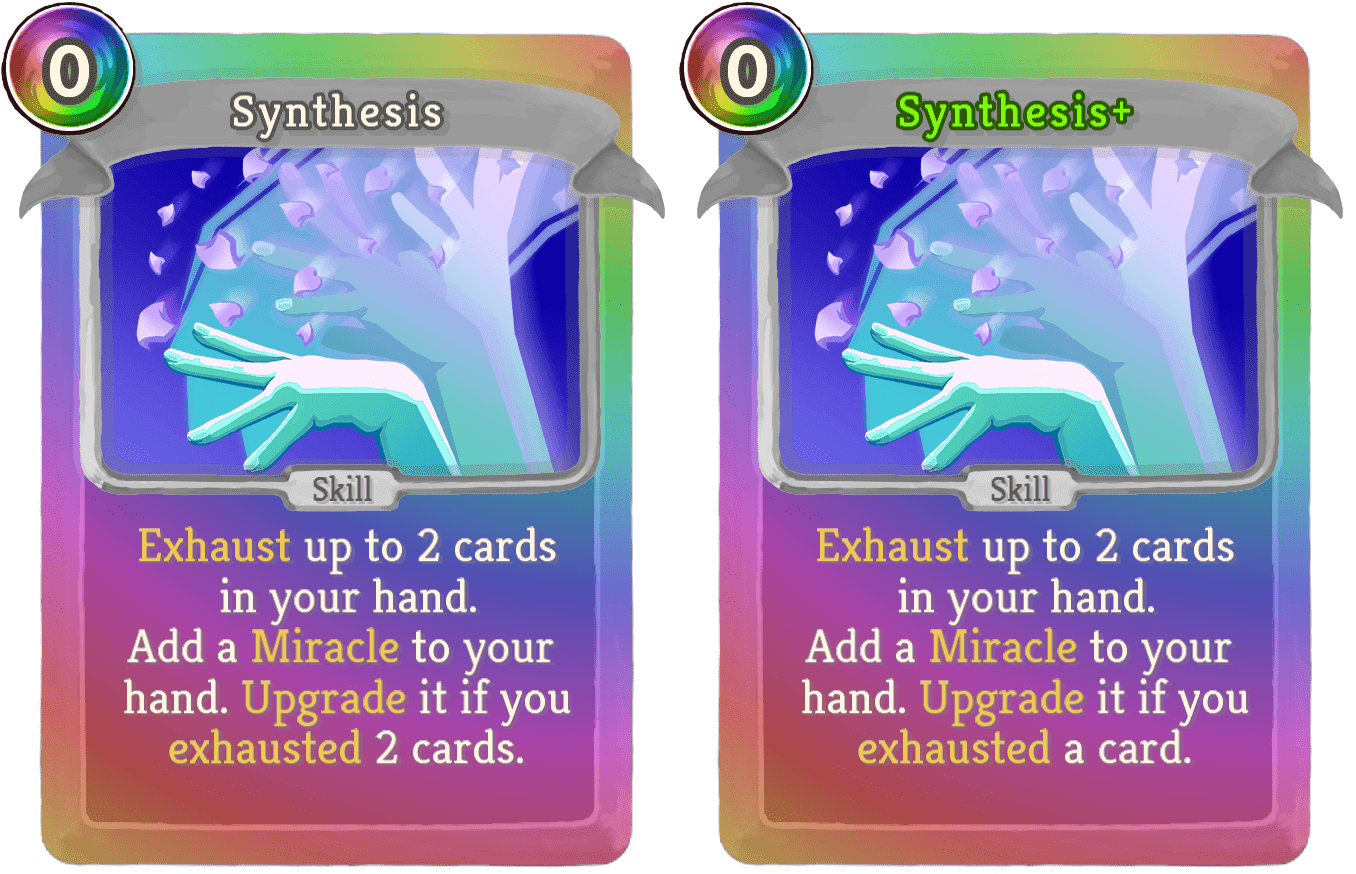 0
Synthesis
Skill
Exhaust up to 2 cards
in your hand.
Add a Miracle to your
hand. Upgrade it if you
exhausted 2 cards.
0
Synthesis+
Skill
Exhaust up to 2 cards
in your hand.
Add a Miracle to your
hand. Upgrade it if you
exhausted a card.